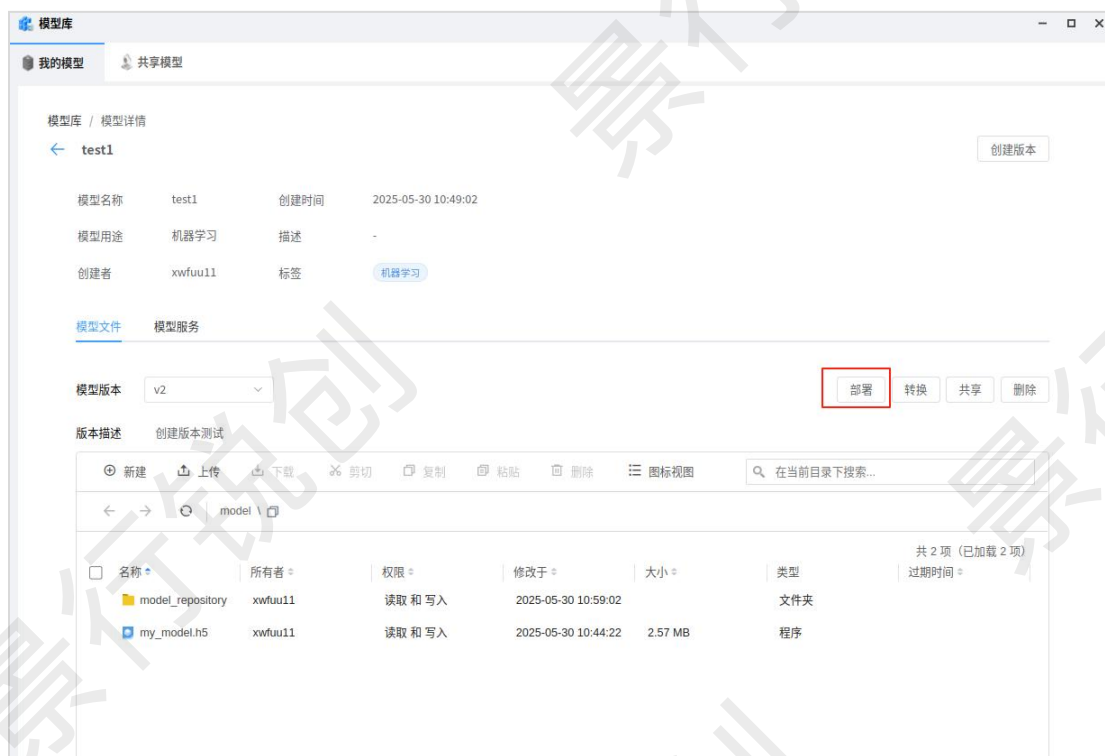 模型库
我的模型 共享模型
模型库 / 模型详情
test1 创建版本
模型名称 test1 创建时间 2025-05-30 10:49:02
模型用途 机器学习 描述 -
创建者 xwfuu11 标签 机器学习
模型文件 模型服务
模型版本 v2 部署 转换 共享 删除
版本描述 创建版本测试
新建 上传 下载 剪切 复制 粘贴 删除 图标视图 在当前目录下搜索...
model \
共 2 项（已加载 2 项）
名称 所有者 权限 修改于 大小 类型 过期时间
model_repository xwfuu11 读取 和 写入 2025-05-30 10:59:02 文件夹
my_model.h5 xwfuu11 读取 和 写入 2025-05-30 10:44:22 2.57 MB 程序
景行锐创
景行
景行